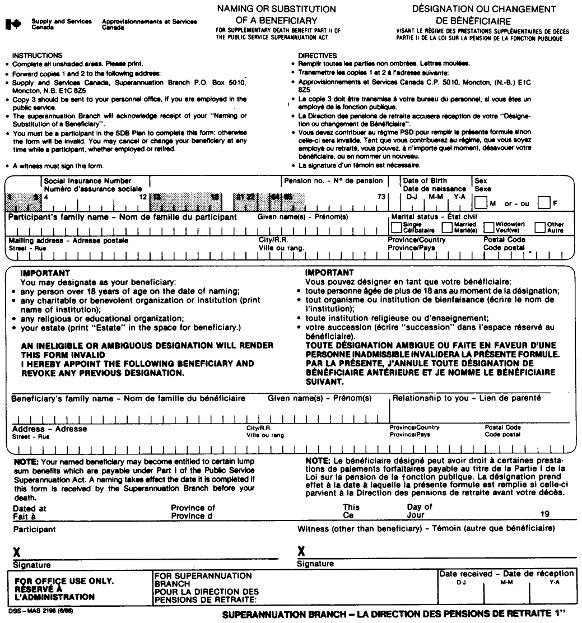 Supply and Services Canada
Approvisionnements et Services Canada
NAMING OR SUBSTITUTION
OF A BENEFICIARY
FOR SUPPLEMENTARY DEATH BENEFIT PART II OF
THE PUBLIC SERVICE SUPERANNUATION ACT
DÉSIGNATION OU CHANGEMENT
DE BÉNÉFICIAIRE
VISANT LE RÉGIME DES PRESTATIONS SUPPLÉMENTAIRES DE DÉCÈS
PARTIE II DE LA LOI SUR LA PENSION DE LA FONCTION PUBLIQUE
INSTRUCTIONS
• Complete all unshaded areas. Please print.
• Forward copies 1 and 2 to the following address:
• Supply and Services Canada, Superannuation Branch P.O. Box 5010,
Moncton, N.B. E1C 8Z5
• Copy 3 should be sent to your personnel office, if you are employed in the
public service.
• The superannuation Branch will acknowledge receipt of your "Naming or
Substitution of a Beneficiary".
• You must be a participant in the SDB Plan to complete this form: otherwise
the form will be invalid. You may cancel or change your beneficiary at any
time while a participant, whether employed or retired.
• A witness must sign this form.
DIRECTIVES
• Remplir toutes les parties non ombrées. Lettres moulées.
• Transmettre les copies 1 et 2 à l'adresse suivante:
• Approvisionnements et Services Canada C.P. 5010, Moncton, (N.-B.) E1C
8Z5
• La copie 3 doit être transmise à votre bureau du personnel, si vous êtes un
employé de la fonction publique.
• La Direction des pensions de retraite accusera réception de votre "Désigna-
tion ou changement de Bénéficiaire".
• Vous devez contribuer au régime PSD pour remplir la présente formule sinon
celle-ci sera invalide. Tant que vous contribuerez au régime, que vous soyez
employé ou retraité, vous pouvez, à n'importe quel moment, désavouer votre
bénéficiaire, ou en nommer un nouveau.
• La signature d'un témoin est nécessaire.
Social Insurance Number
Numéro d'assurance sociale
4 12
Pension no. - N° de pension
73
Date of Birth
Date de naissance
D-J M-M Y-A
Sex
Sexe
M or - ou F
Participant's family name - Nom de famille du participant
Given name(s) - Prénom(s)
Marital status - État civil
Single
Célibataire
Married
Marié(e)
Widow(er)
Veuf(ve)
Other
Autre
Mailing address - Adresse postale
Street - Rue
City/R.R.
Ville ou rang.
Province/Country
Province/Pays
Postal Code
Code postal
IMPORTANT
You may designate as your beneficiary:
• any person over 18 years of age on the date of naming;
• any charitable or benevolent organization or institution (print
name of institution);
• any religious or educational organization;
• your estate (print "Estate" in the space for beneficiary.)
AN INELIGIBLE OR AMBIGUOUS DESIGNATION WILL RENDER
THIS FORM INVALID
I HEREBY APPOINT THE FOLLOWING BENEFICIARY AND
REVOKE ANY PREVIOUS DESIGNATION.
IMPORTANT
Vous pouvez désigner en tant que votre bénéficiaire:
• toute personne âgée de plus de 18 ans au moment de la désignation;
• tout organisme ou institution de bienfaisance (écrire le nom de
l'institution);
• toute institution religieuse ou d'enseignement;
• votre succession (écrire "succession" dans l'espace réservé au
bénéficiaire).
TOUTE DÉSIGNATION AMBIGUE OU FAITE EN FAVEUR D'UNE
PERSONNE INADMISSIBLE INVALIDERA LA PRÉSENTE FORMULE.
PAR LA PRÉSENTE, J'ANNULE TOUTE DÉSIGNATION DE
BÉNÉFICIAIRE ANTÉRIEURE ET JE NOMME LE BÉNÉFICIAIRE
SUIVANT.
Beneficiary's family name - Nom de famille du bénéficiaire
Given name(s) - Prénom(s)
Relationship to you - Lien de parenté
Address - Adresse
Street - Rue
City/R.R.
Ville ou rang
Province/Country
Province/Pays
Postal Code
Code postal
NOTE: Your named beneficiary may become entitled to certain lump
sum benefits which are payable under Part I of the Public Service
Superannuation Act. A naming takes effect the date it is completed if
this form is received by the Superannuation Branch before your
death.
NOTE: Le bénéficiaire désigné peut avoir droit à certaines presta-
tions de paiements forfaitaires payable au titre de la Partie I de la
Loi sur la pension de la fonction publique. La désignation prend
effet à la date à laquelle la présente formule est remplie si celle-ci
parvient à la Direction des pensions de retraite avant votre décès.
Dated at
Fait à
Province of
Province d
This
Ce
Day of
Jour de
19
Participant
Witness (other than beneficiary) - Témoin (autre que bénéficiaire)
X
Signature
X
Signature
FOR OFFICE USE ONLY.
RÉSERVÉ À
L'ADMINISTRATION
FOR SUPERANNUATION
BRANCH
POUR LA DIRECTION DES
PENSIONS DE RETRAITE:
Date received - Date de réception
D-J M-M Y-A
DSS - MAS 2196 (6/86)
SUPERANNUATION BRANCH - LA DIRECTION DES PENSIONS DE RETRAITE 1"